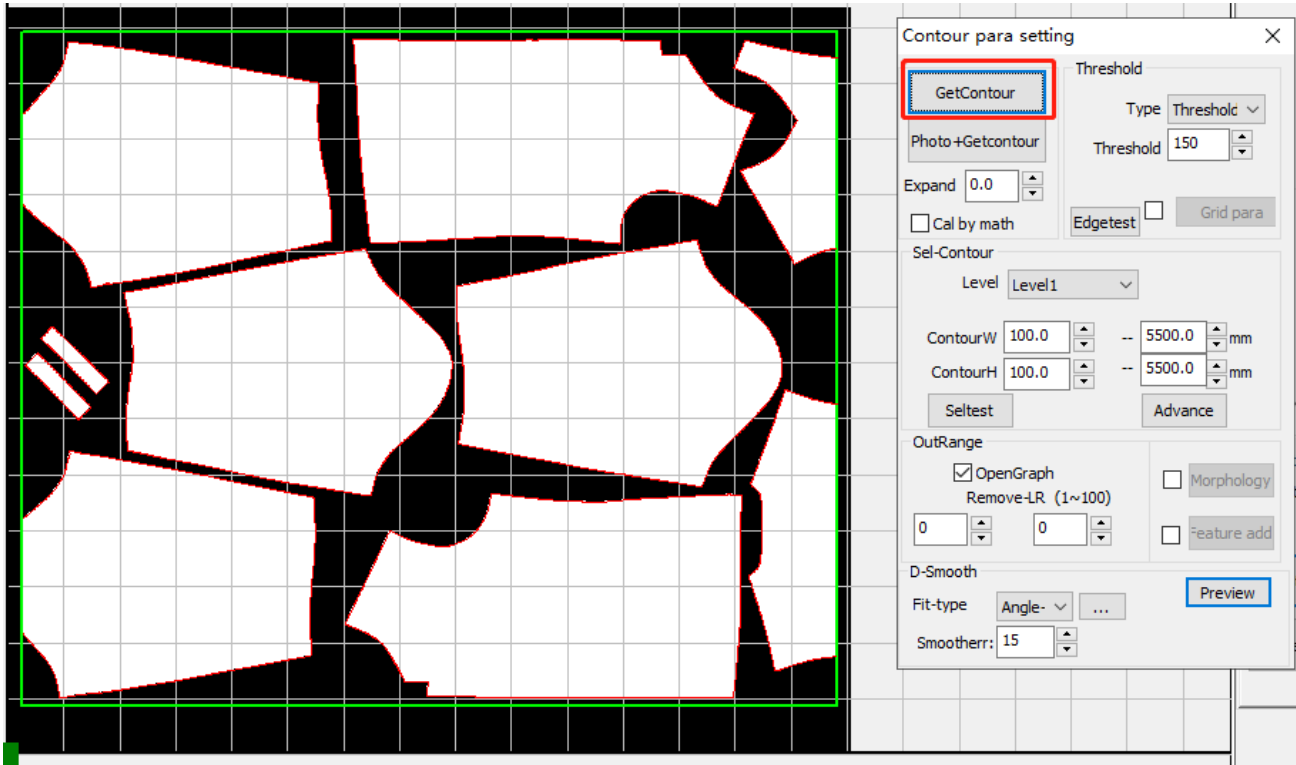 Contour para setting
GetContour
Photo+Getcontour
Expand 0.0
Cal by math
Threshold
Type Threshold
Threshold 150
Edgetest
Grid para
Sel-Contour
Level Level1
ContourW 100.0 -- 5500.0 mm
ContourH 100.0 -- 5500.0 mm
Seltest Advance
OutRange
OpenGraph
Remove-LR (1~100)
0 0
Morphology
Feature add
D-Smooth
Fit-type Angle- ...
Smootherr: 15
Preview